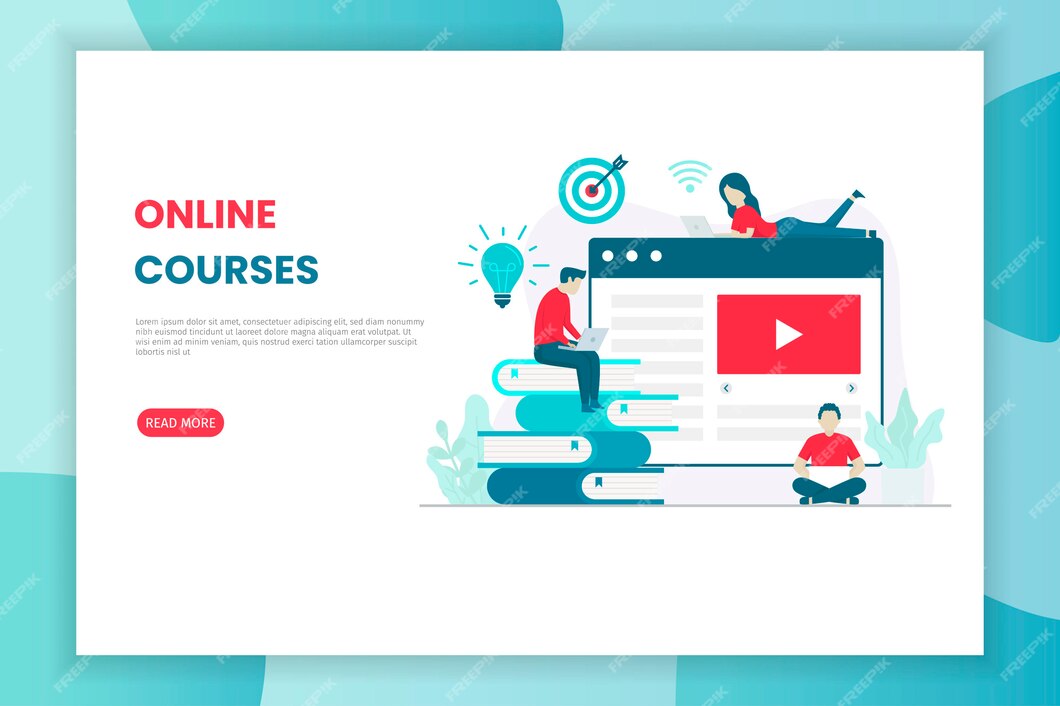 ONLINE
COURSES
Lorem ipsum dolor sit amet, consectetuer adipiscing elit, sed diam nonummy
nibh euismod tincidunt ut laoreet dolore magna aliquam erat volutpat. Ut
wisi enim ad minim veniam, quis nostrud exerci tation ullamcorper suscipit
lobortis nisl ut
READ MORE